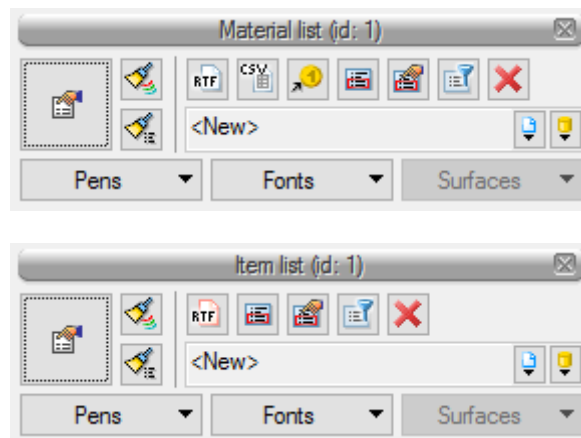 Material list (id: 1)
RTF CSV 1
<New>
Pens Fonts Surfaces
Item list (id: 1)
RTF
<New>
Pens Fonts Surfaces